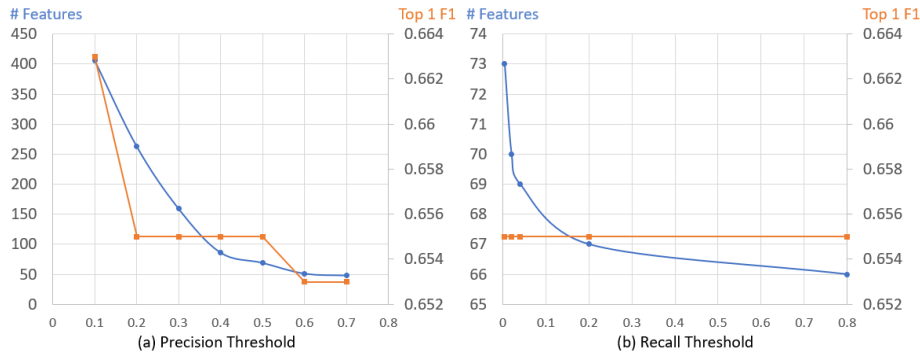 # Features Top 1 F1 # Features Top 1 F1
450 0.664 74 0.664
400 0.662 73 0.662
350 72
300 0.66 71 0.66
250 0.658 70 0.658
200 69
150 0.656 68 0.656
100 67
50 0.654 66 0.654
0 0.652 65 0.652
0 0.1 0.2 0.3 0.4 0.5 0.6 0.7 0.8 0 0.1 0.2 0.3 0.4 0.5 0.6 0.7 0.8
(a) Precision Threshold (b) Recall Threshold